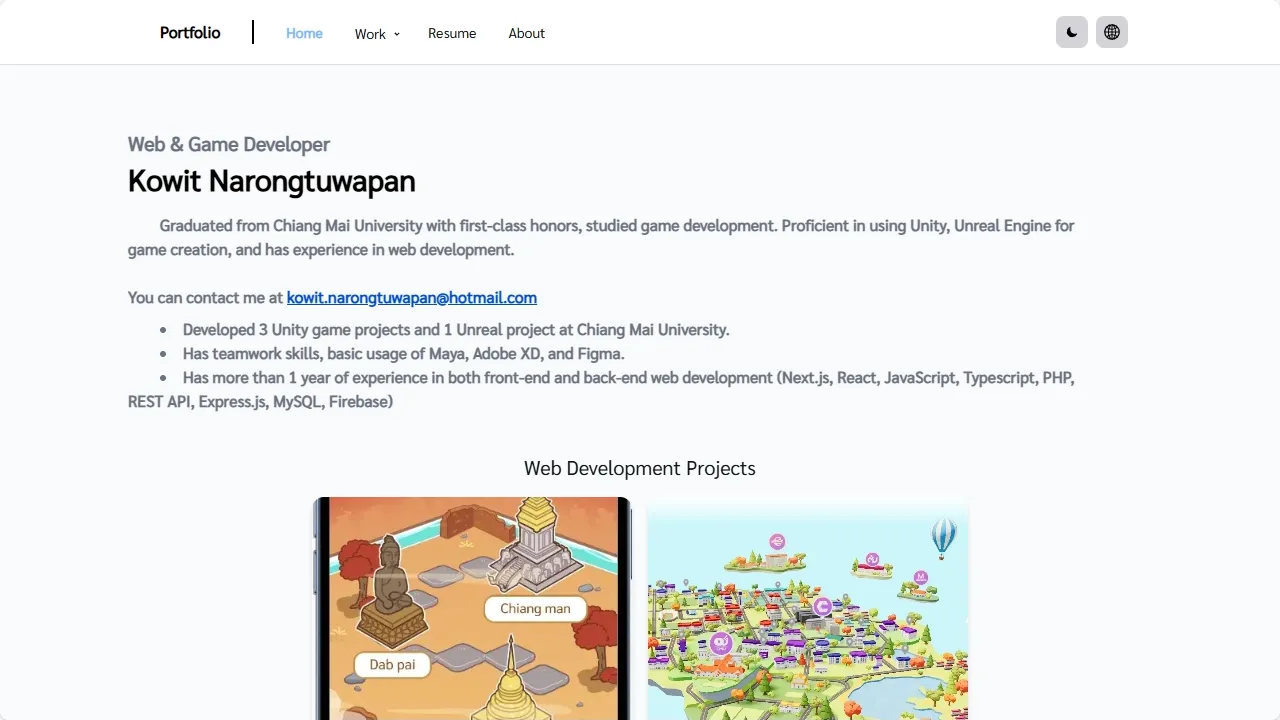 Portfolio
Home
Work
Resume
About
Web & Game Developer
Kowit Narongtuwapan
Graduated from Chiang Mai University with first-class honors, studied game development. Proficient in using Unity, Unreal Engine for
game creation, and has experience in web development.
You can contact me at kowit.narongtuwapan@hotmail.com
• Developed 3 Unity game projects and 1 Unreal project at Chiang Mai University.
• Has teamwork skills, basic usage of Maya, Adobe XD, and Figma.
• Has more than 1 year of experience in both front-end and back-end web development (Next.js, React, JavaScript, Typescript, PHP,
REST API, Express.js, MySQL, Firebase)
Web Development Projects
Chiang man
Dab pai